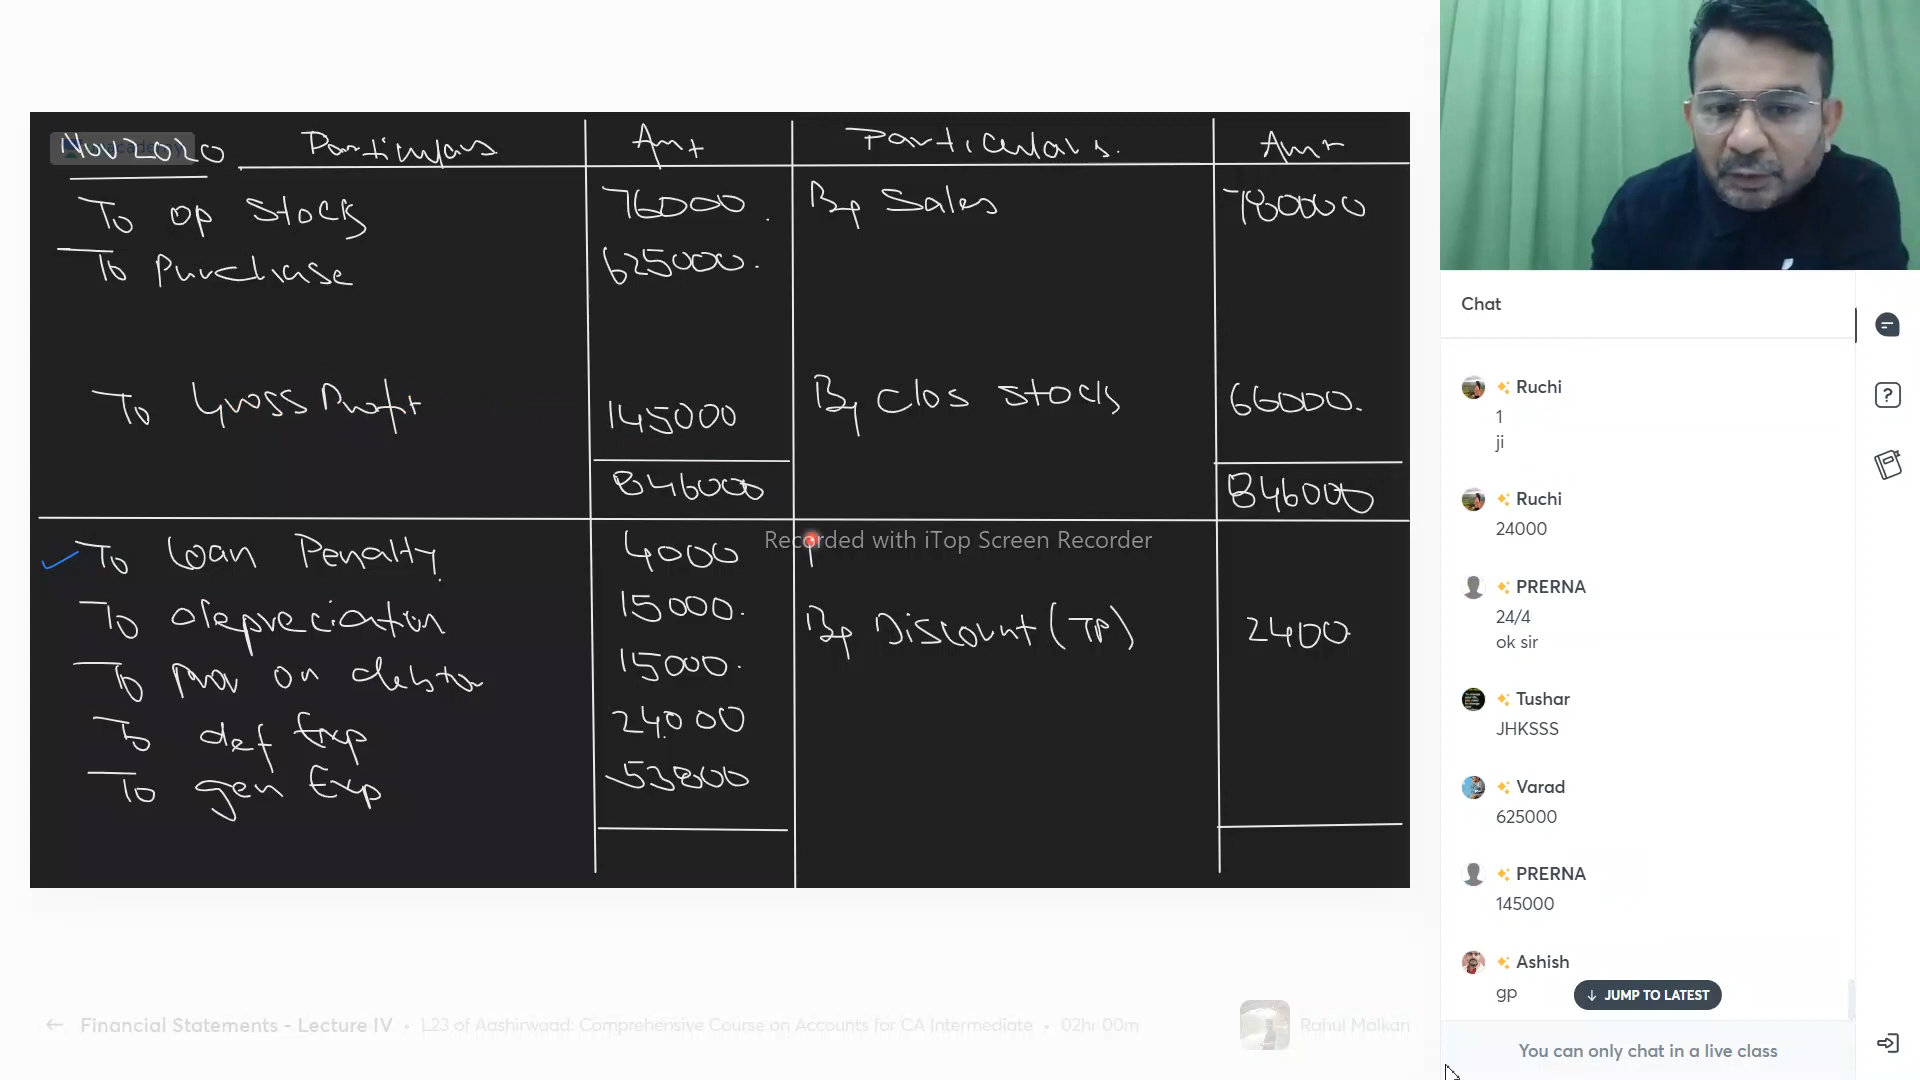 Nov 2020 Particulars Amt Particulars. Amt
To op stock 76000 By Sales 780000
To Purchase 625000
To Gross Profit 145000 By Clos stock 66000
846000 846000
To Loan Penalty 4000
To depreciation 15000
To prov on debtor 15000 By Discount (TP) 2400
To def Exp 24000
To gen Exp 53800
Recorded with iTop Screen Recorder
Chat
Ruchi
1
ji
Ruchi
24000
PRERNA
24/4
ok sir
Tushar
JHKSSS
Varad
625000
PRERNA
145000
Ashish
gp
↓ JUMP TO LATEST
You can only chat in a live class
← Financial Statements - Lecture IV • L23 of Aashirwaad: Comprehensive Course on Accounts for CA Intermediate • 02hr 00m
Rahul Malkan